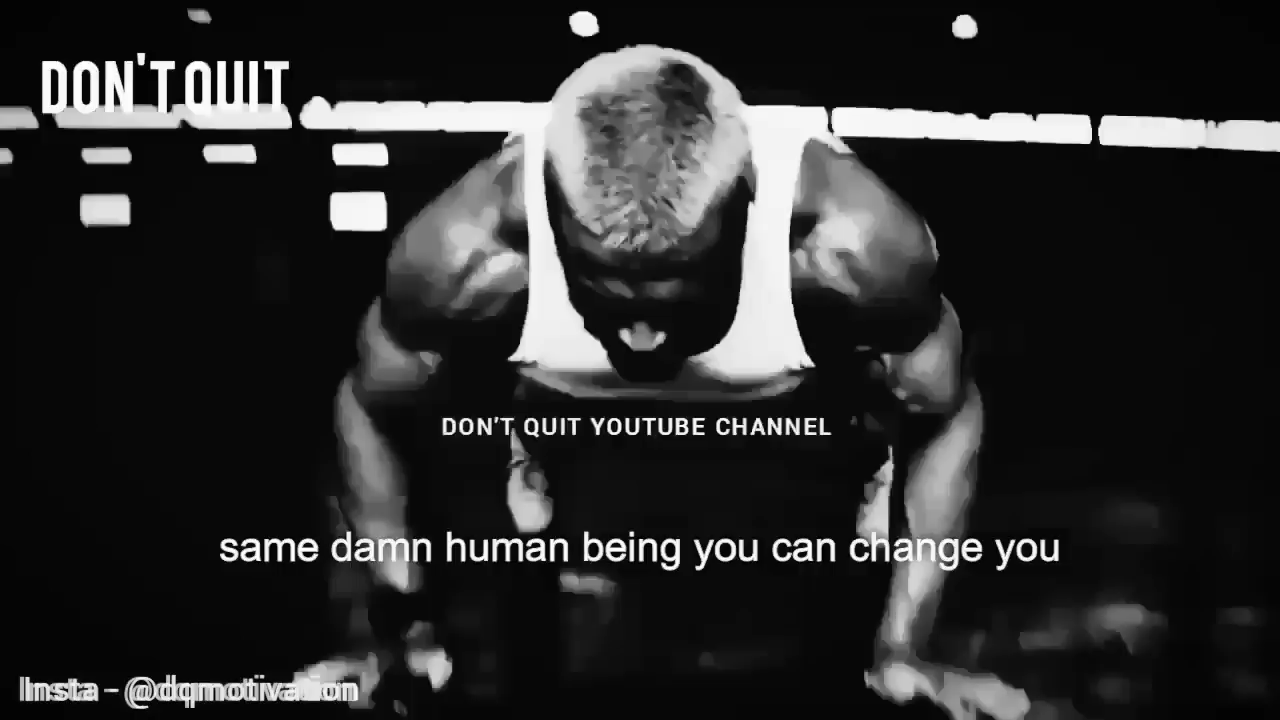 DON'T QUIT
DON'T QUIT YOUTUBE CHANNEL
same damn human being you can change you
Insta - @dqmotivation